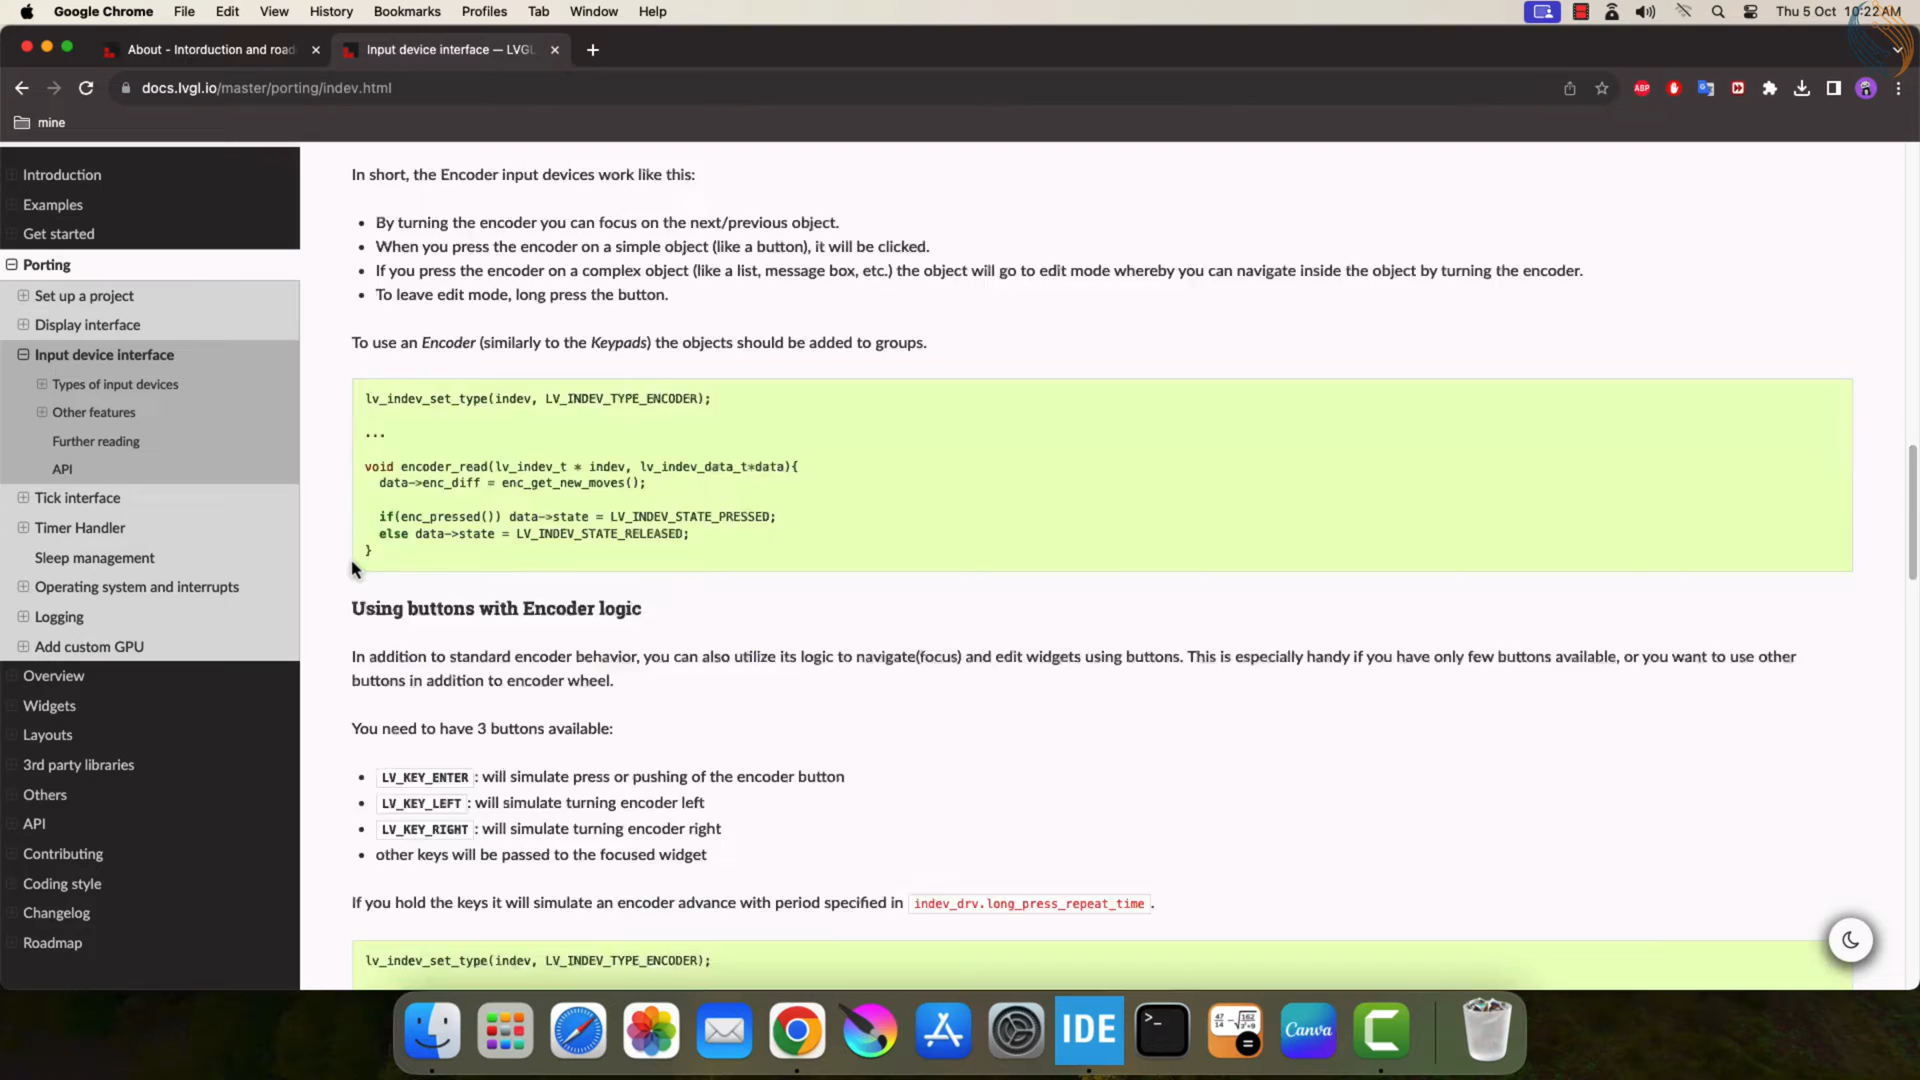 Google Chrome File Edit View History Bookmarks Profiles Tab Window Help Thu 5 Oct 10:22AM
About - Intorduction and road
Input device interface — LVGL
docs.lvgl.io/master/porting/indev.html
ABP
mine
Introduction
Examples
Get started
Porting
Set up a project
Display interface
Input device interface
Types of input devices
Other features
Further reading
API
Tick interface
Timer Handler
Sleep management
Operating system and interrupts
Logging
Add custom GPU
Overview
Widgets
Layouts
3rd party libraries
Others
API
Contributing
Coding style
Changelog
Roadmap
In short, the Encoder input devices work like this:
• By turning the encoder you can focus on the next/previous object.
• When you press the encoder on a simple object (like a button), it will be clicked.
• If you press the encoder on a complex object (like a list, message box, etc.) the object will go to edit mode whereby you can navigate inside the object by turning the encoder.
• To leave edit mode, long press the button.
To use an Encoder (similarly to the Keypads) the objects should be added to groups.
lv_indev_set_type(indev, LV_INDEV_TYPE_ENCODER);
...
void encoder_read(lv_indev_t * indev, lv_indev_data_t*data){
data->enc_diff = enc_get_new_moves();
if(enc_pressed()) data->state = LV_INDEV_STATE_PRESSED;
else data->state = LV_INDEV_STATE_RELEASED;
}
Using buttons with Encoder logic
In addition to standard encoder behavior, you can also utilize its logic to navigate(focus) and edit widgets using buttons. This is especially handy if you have only few buttons available, or you want to use other
buttons in addition to encoder wheel.
You need to have 3 buttons available:
• LV_KEY_ENTER : will simulate press or pushing of the encoder button
• LV_KEY_LEFT : will simulate turning encoder left
• LV_KEY_RIGHT : will simulate turning encoder right
• other keys will be passed to the focused widget
If you hold the keys it will simulate an encoder advance with period specified in indev_drv.long_press_repeat_time .
lv_indev_set_type(indev, LV_INDEV_TYPE_ENCODER);
IDE
Canva